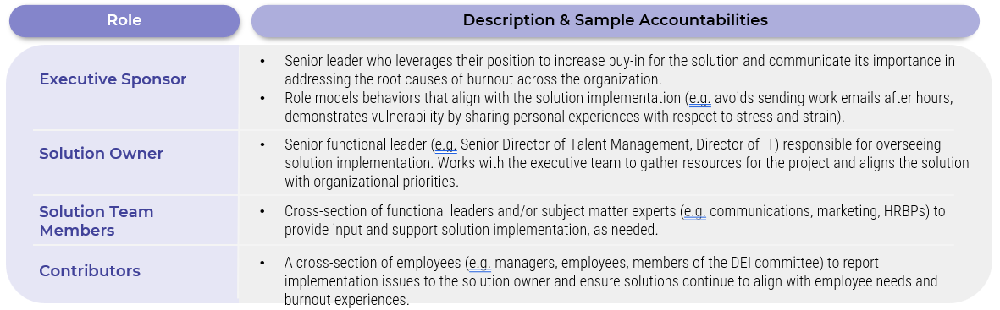 Role
Description & Sample Accountabilities
Executive Sponsor
• Senior leader who leverages their position to increase buy-in for the solution and communicate its importance in
addressing the root causes of burnout across the organization.
• Role models behaviors that align with the solution implementation (e.g. avoids sending work emails after hours,
demonstrates vulnerability by sharing personal experiences with respect to stress and strain).
Solution Owner
• Senior functional leader (e.g. Senior Director of Talent Management, Director of IT) responsible for overseeing
solution implementation. Works with the executive team to gather resources for the project and aligns the solution
with organizational priorities.
Solution Team
Members
• Cross-section of functional leaders and/or subject matter experts (e.g. communications, marketing, HRBPs) to
provide input and support solution implementation, as needed.
Contributors
• A cross-section of employees (e.g. managers, employees, members of the DEI committee) to report
implementation issues to the solution owner and ensure solutions continue to align with employee needs and
burnout experiences.